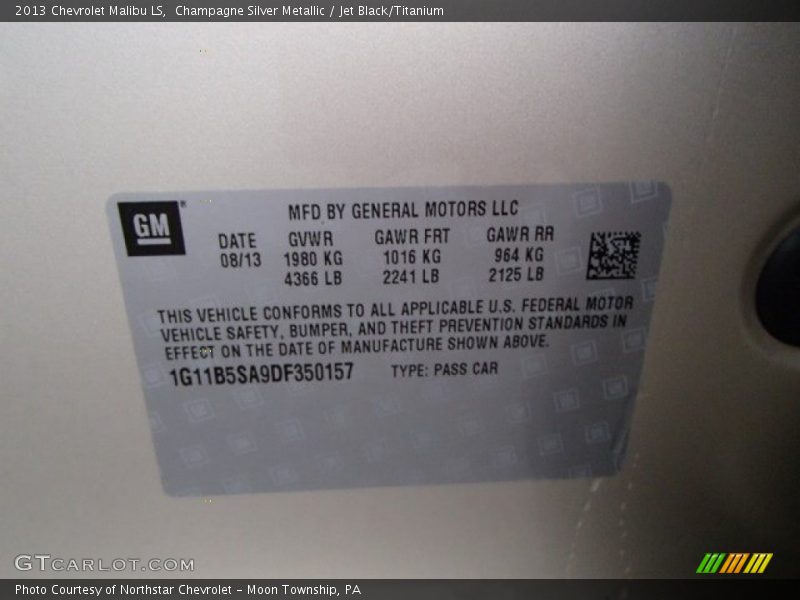 2013 Chevrolet Malibu LS,  Champagne Silver Metallic / Jet Black/Titanium
GM®
MFD BY GENERAL MOTORS LLC
DATE GVWR GAWR FRT GAWR RR
08/13 1980 KG 1016 KG 964 KG
4366 LB 2241 LB 2125 LB
THIS VEHICLE CONFORMS TO ALL APPLICABLE U.S. FEDERAL MOTOR
VEHICLE SAFETY, BUMPER, AND THEFT PREVENTION STANDARDS IN
EFFECT ON THE DATE OF MANUFACTURE SHOWN ABOVE.
1G11B5SA9DF350157 TYPE: PASS CAR
GTCARLOT.COM
Photo Courtesy of Northstar Chevrolet - Moon Township, PA